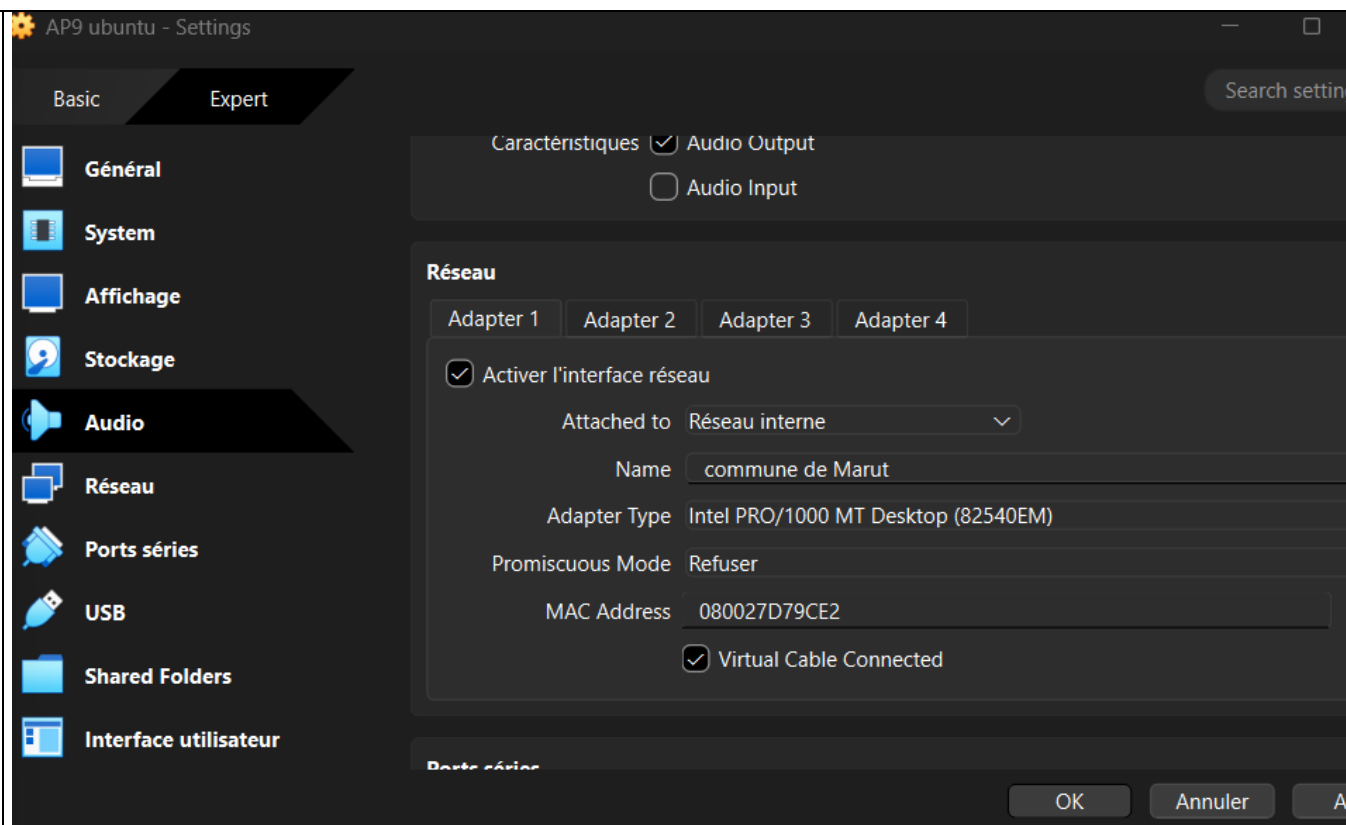 AP9 ubuntu - Settings
Basic
Expert
Search
Général
System
Affichage
Stockage
Audio
Réseau
Ports séries
USB
Shared Folders
Interface utilisateur
Caractéristiques Audio Output
Audio Input
Réseau
Adapter 1 Adapter 2 Adapter 3 Adapter 4
Activer l'interface réseau
Attached to Réseau interne
Name commune de Marut
Adapter Type Intel PRO/1000 MT Desktop (82540EM)
Promiscuous Mode Refuser
MAC Address 080027D79CE2
Virtual Cable Connected
Ports séries
OK Annuler